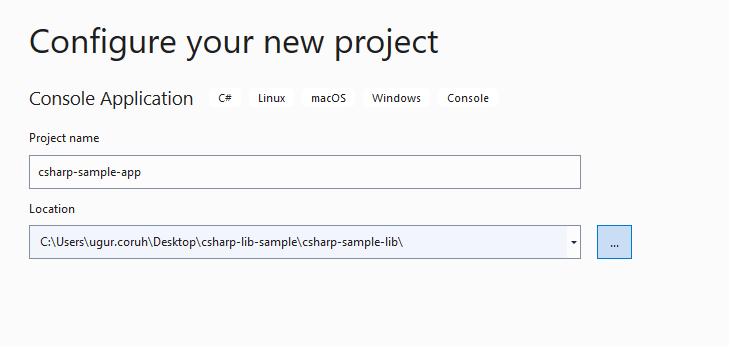 Configure your new project
Console Application C# Linux macOS Windows Console
Project name
csharp-sample-app
Location
C:\Users\ugur.coruh\Desktop\csharp-lib-sample\csharp-sample-lib\
...